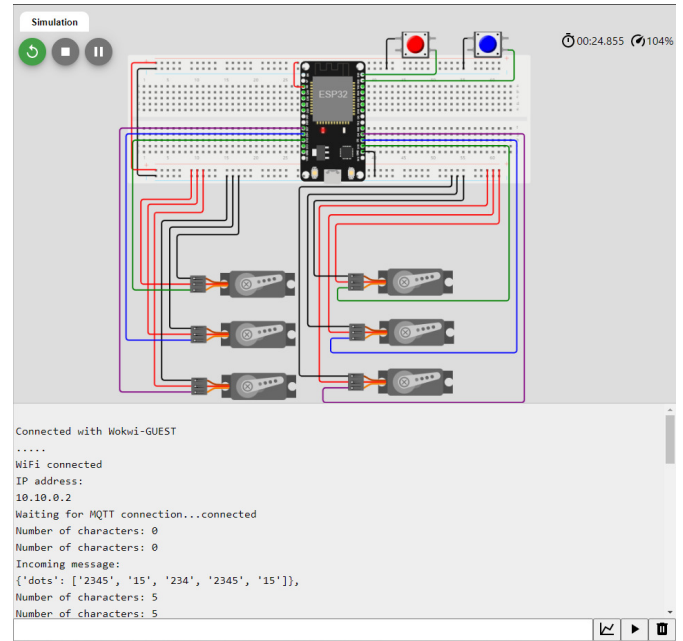 Simulation
00:24.855 104%
ESP32
Connected with Wokwi-GUEST
.....
WiFi connected
IP address:
10.10.0.2
Waiting for MQTT connection...connected
Number of characters: 0
Number of characters: 0
Incoming message:
{'dots': ['2345', '15', '234', '2345', '15']},
Number of characters: 5
Number of characters: 5